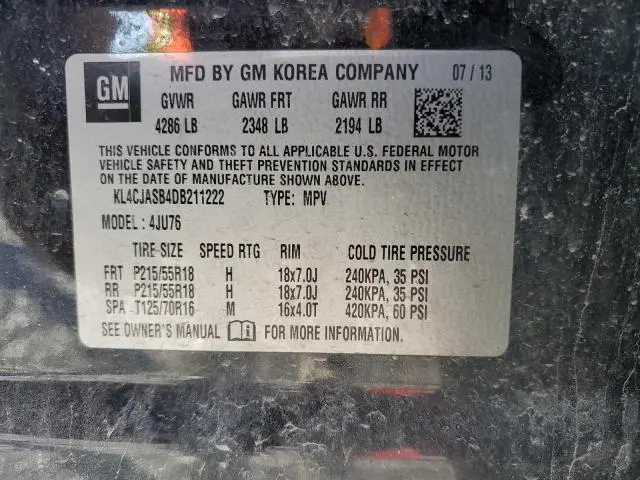 GM MFD BY GM KOREA COMPANY 07 / 13
GVWR GAWR FRT GAWR RR
4286 LB 2348 LB 2194 LB
THIS VEHICLE CONFORMS TO ALL APPLICABLE U.S. FEDERAL MOTOR
VEHICLE SAFETY AND THEFT PREVENTION STANDARDS IN EFFECT
ON THE DATE OF MANUFACTURE SHOWN ABOVE.
KL4CJASB4DB211222 TYPE: MPV
MODEL: 4JU76
TIRE SIZE SPEED RTG RIM COLD TIRE PRESSURE
FRT P215/55R18 H 18x7.0J 240KPA, 35 PSI
RR P215/55R18 H 18x7.0J 240KPA, 35 PSI
SPA T125/70R16 M 16x4.0T 420KPA, 60 PSI
SEE OWNER'S MANUAL FOR MORE INFORMATION.